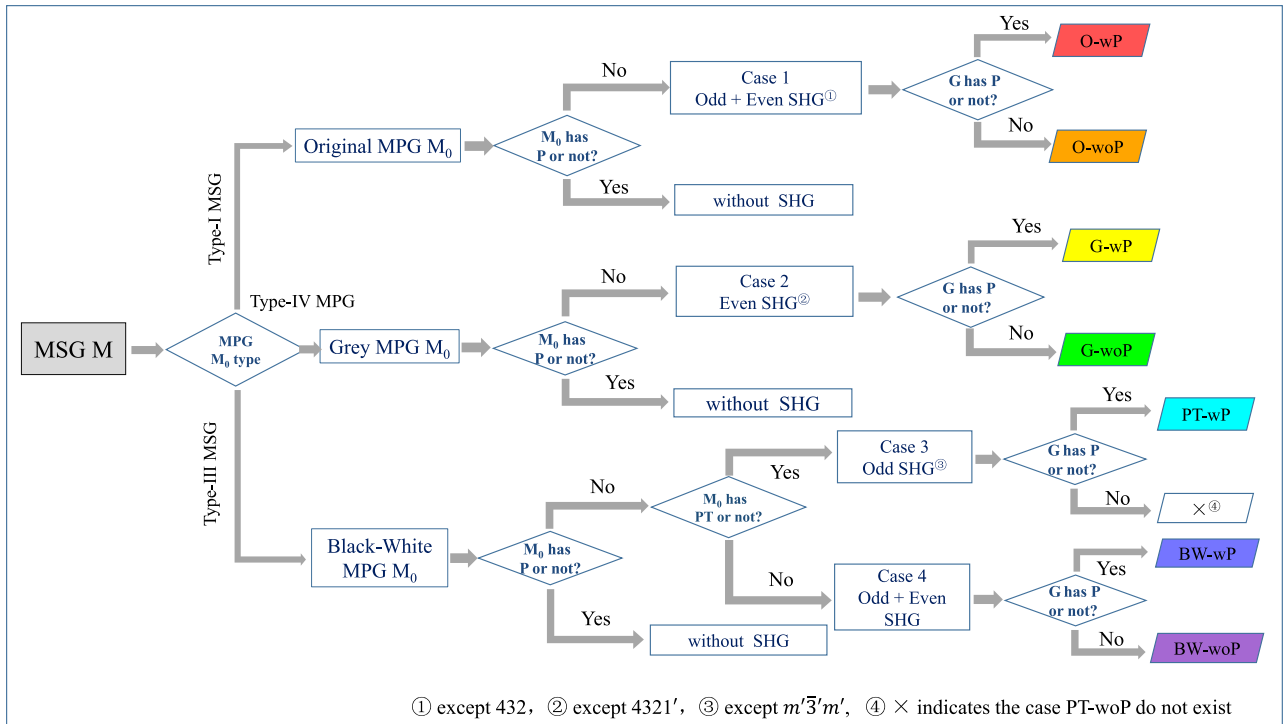 MSG M
MPG
M₀ type
Type-I MSG
Type-IV MPG
Type-III MSG
Original MPG M₀
M₀ has
P or not?
No
Yes
Case 1
Odd + Even SHG①
without SHG
G has P
or not?
Yes
No
O-wP
O-woP
Grey MPG M₀
M₀ has
P or not?
No
Yes
Case 2
Even SHG②
without SHG
G has P
or not?
Yes
No
G-wP
G-woP
Black-White
MPG M₀
M₀ has
P or not?
No
Yes
without SHG
M₀ has
PT or not?
Yes
No
Case 3
Odd SHG③
G has P
or not?
Yes
No
PT-wP
×④
Case 4
Odd + Even
SHG
G has P
or not?
Yes
No
BW-wP
BW-woP
① except 432, ② except 4321′, ③ except m′3̅′m′, ④ × indicates the case PT-woP do not exist